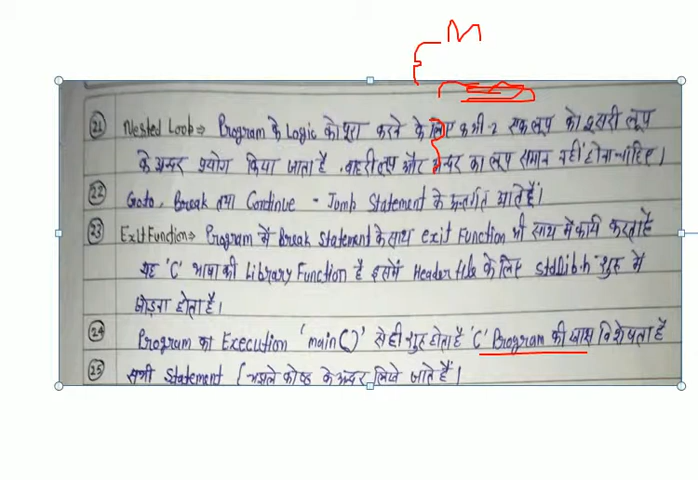 M
(21) Nested Loob ⇒ Program के Logic को पूरा करने के लिए कभी-2 एक लूप को दूसरी लूप
के अन्दर प्रयोग किया जाता है, बाहरी लूप और अन्दर का लूप समान नहीं होना चाहिए।
(22) Goto, Break तथा Continue - Jumb Statement के अन्तर्गत आते हैं।
(23) Exit Function ⇒ Program में Break Statement के साथ exit Function भी साथ में कार्य करता है
यह 'C' भाषा की Library Function है इसमें Header file के लिए Stdlib.h शुरू में
जोड़ना होता है।
(24) Program का Execution 'main()' से ही शुरू होता है 'C' Program की खास विशेषता है
(25) सभी Statement { मझले कोष्ठ के अन्दर लिखे जाते हैं।